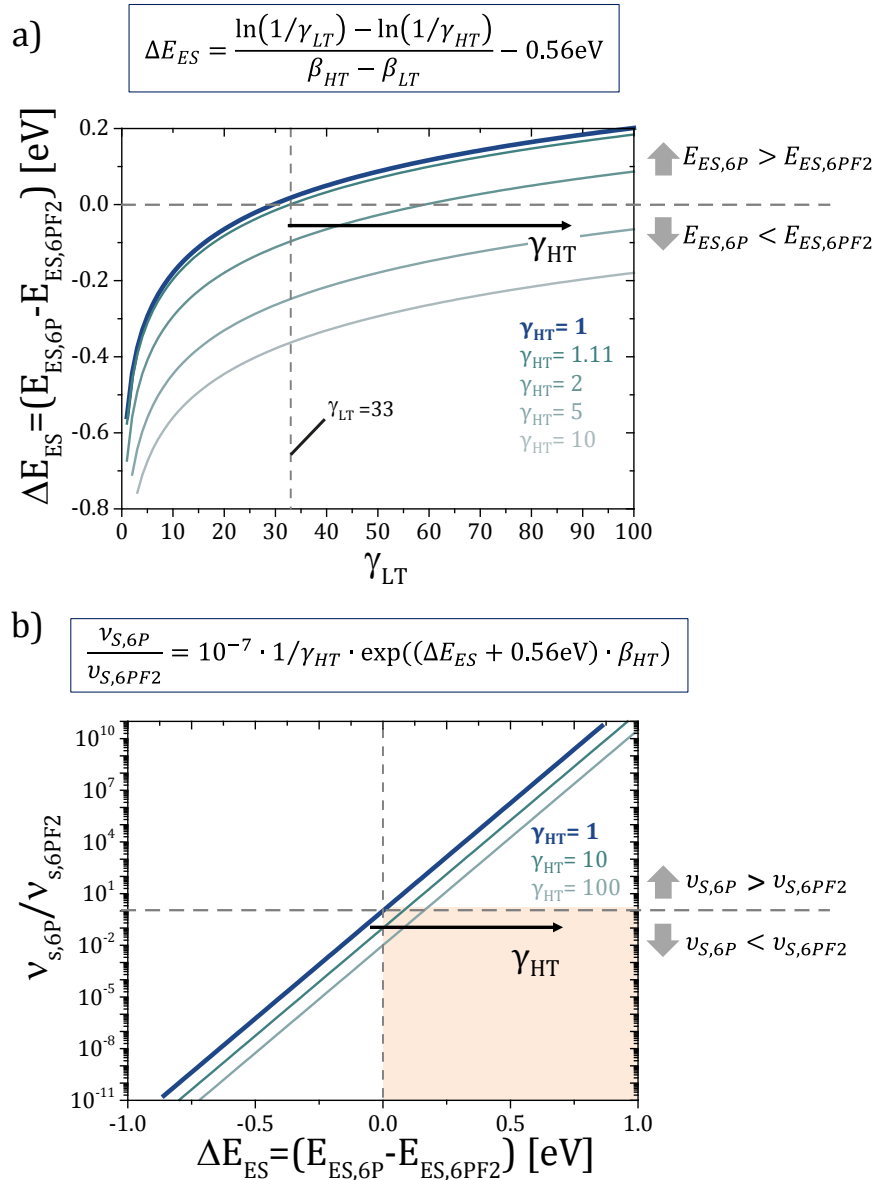 a)
ΔE_ES = (ln(1/γ_LT) − ln(1/γ_HT)) / (β_HT − β_LT) − 0.56eV
ΔE_ES=(E_ES,6P-E_ES,6PF2) [eV]
0.2
0.0
-0.2
-0.4
-0.6
-0.8
E_ES,6P > E_ES,6PF2
E_ES,6P < E_ES,6PF2
γ_HT
γ_HT= 1
γ_HT= 1.11
γ_HT= 2
γ_HT= 5
γ_HT= 10
γ_LT =33
0 10 20 30 40 50 60 70 80 90 100
γ_LT
b)
ν_S,6P / υ_S,6PF2 = 10^−7 · 1/γ_HT · exp((ΔE_ES + 0.56eV) · β_HT)
ν_s,6P/ν_s,6PF2
10^10
10^7
10^4
10^1
10^-2
10^-5
10^-8
10^-11
γ_HT= 1
γ_HT= 10
γ_HT= 100
υ_S,6P > υ_S,6PF2
υ_S,6P < υ_S,6PF2
γ_HT
-1.0 -0.5 0.0 0.5 1.0
ΔE_ES=(E_ES,6P-E_ES,6PF2) [eV]